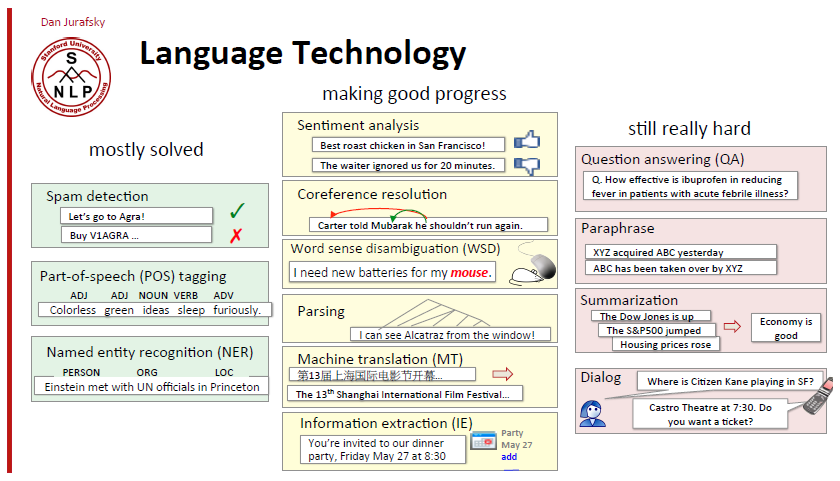 Dan Jurafsky
Stanford University
S
NLP
Natural Language Processing
Language Technology
mostly solved
Spam detection
Let's go to Agra!
✓
Buy V1AGRA …
✗
Part-of-speech (POS) tagging
ADJ ADJ NOUN VERB ADV
Colorless green ideas sleep furiously.
Named entity recognition (NER)
PERSON ORG LOC
Einstein met with UN officials in Princeton
making good progress
Sentiment analysis
Best roast chicken in San Francisco!
The waiter ignored us for 20 minutes.
Coreference resolution
Carter told Mubarak he shouldn't run again.
Word sense disambiguation (WSD)
I need new batteries for my mouse.
Parsing
I can see Alcatraz from the window!
Machine translation (MT)
第13届上海国际电影节开幕…
The 13th Shanghai International Film Festival…
Information extraction (IE)
You're invited to our dinner
party, Friday May 27 at 8:30
Party
May 27
add
still really hard
Question answering (QA)
Q. How effective is ibuprofen in reducing
fever in patients with acute febrile illness?
Paraphrase
XYZ acquired ABC yesterday
ABC has been taken over by XYZ
Summarization
The Dow Jones is up
The S&P500 jumped
Housing prices rose
Economy is
good
Dialog
Where is Citizen Kane playing in SF?
Castro Theatre at 7:30. Do
you want a ticket?